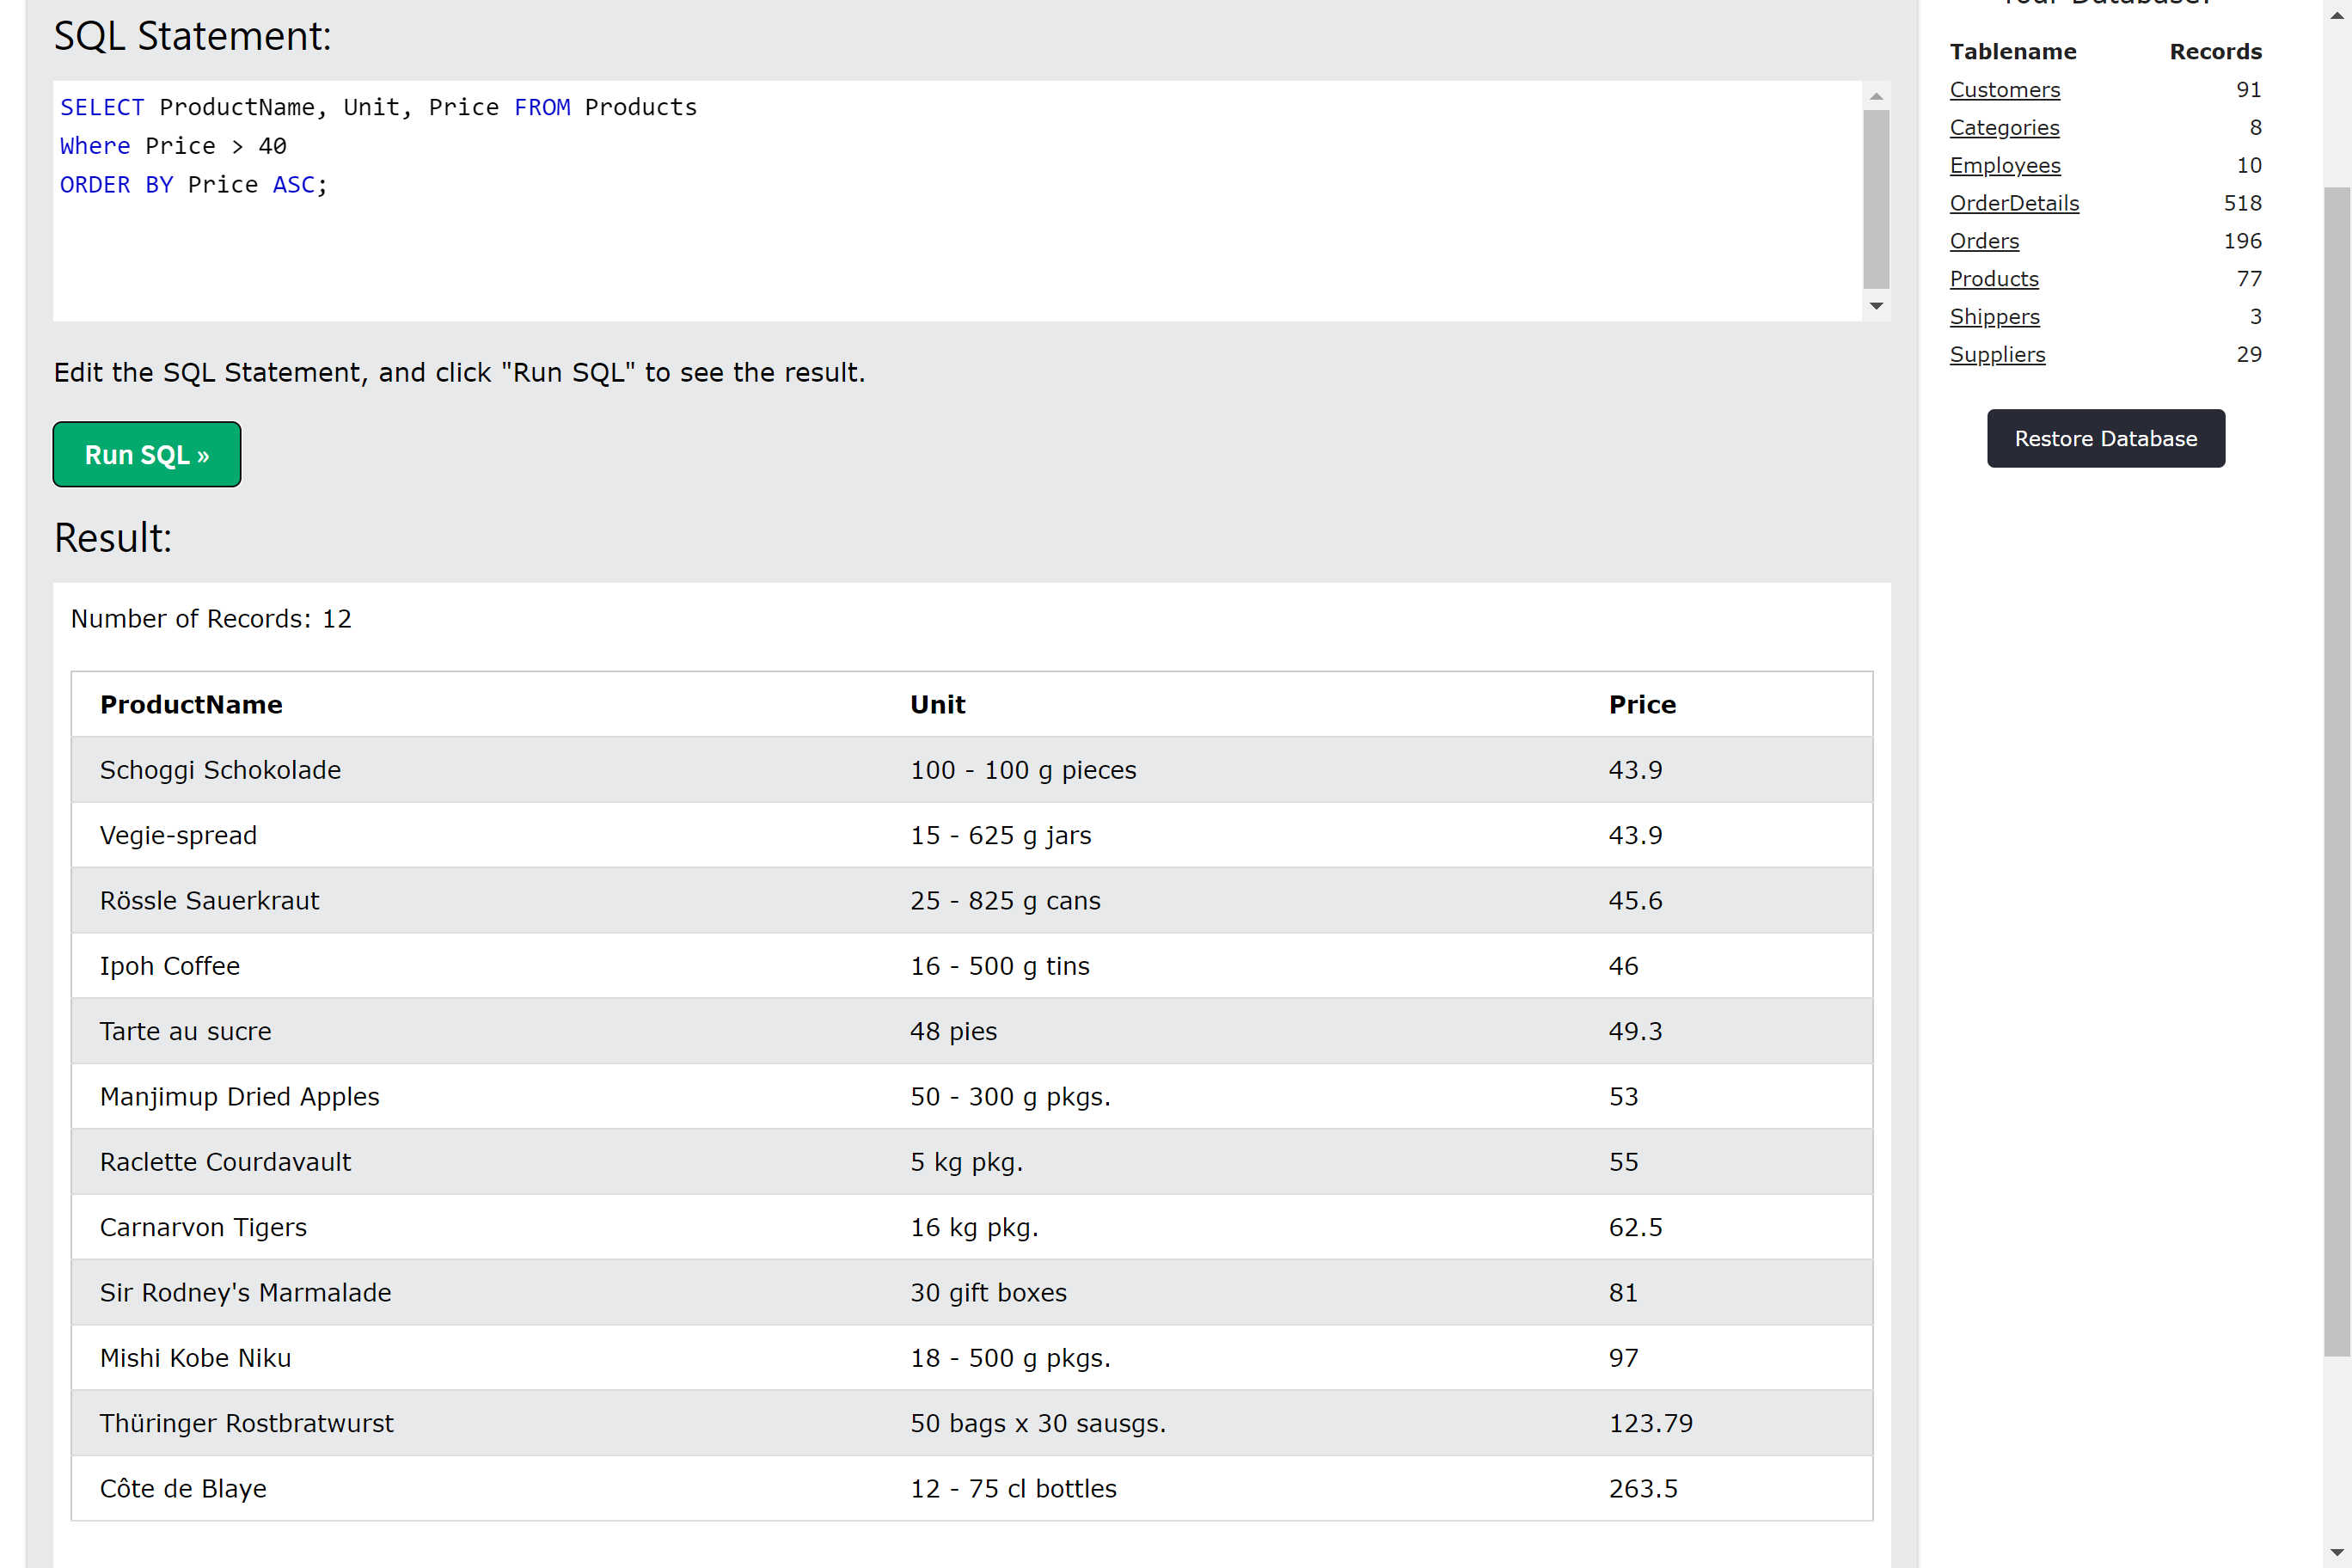 SQL Statement:
SELECT ProductName, Unit, Price FROM Products
Where Price > 40
ORDER BY Price ASC;
Edit the SQL Statement, and click "Run SQL" to see the result.
Run SQL »
Result:
Number of Records: 12
ProductName Unit Price
Schoggi Schokolade 100 - 100 g pieces 43.9
Vegie-spread 15 - 625 g jars 43.9
Rössle Sauerkraut 25 - 825 g cans 45.6
Ipoh Coffee 16 - 500 g tins 46
Tarte au sucre 48 pies 49.3
Manjimup Dried Apples 50 - 300 g pkgs. 53
Raclette Courdavault 5 kg pkg. 55
Carnarvon Tigers 16 kg pkg. 62.5
Sir Rodney's Marmalade 30 gift boxes 81
Mishi Kobe Niku 18 - 500 g pkgs. 97
Thüringer Rostbratwurst 50 bags x 30 sausgs. 123.79
Côte de Blaye 12 - 75 cl bottles 263.5
Your Database:
Tablename Records
Customers 91
Categories 8
Employees 10
OrderDetails 518
Orders 196
Products 77
Shippers 3
Suppliers 29
Restore Database